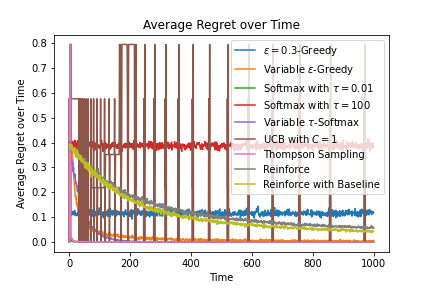 Average Regret over Time
Average Regret over Time
0.8
0.7
0.6
0.5
0.4
0.3
0.2
0.1
0.0
ε = 0.3-Greedy
Variable ε-Greedy
Softmax with τ = 0.01
Softmax with τ = 100
Variable τ-Softmax
UCB with C = 1
Thompson Sampling
Reinforce
Reinforce with Baseline
0
200
400
600
800
1000
Time